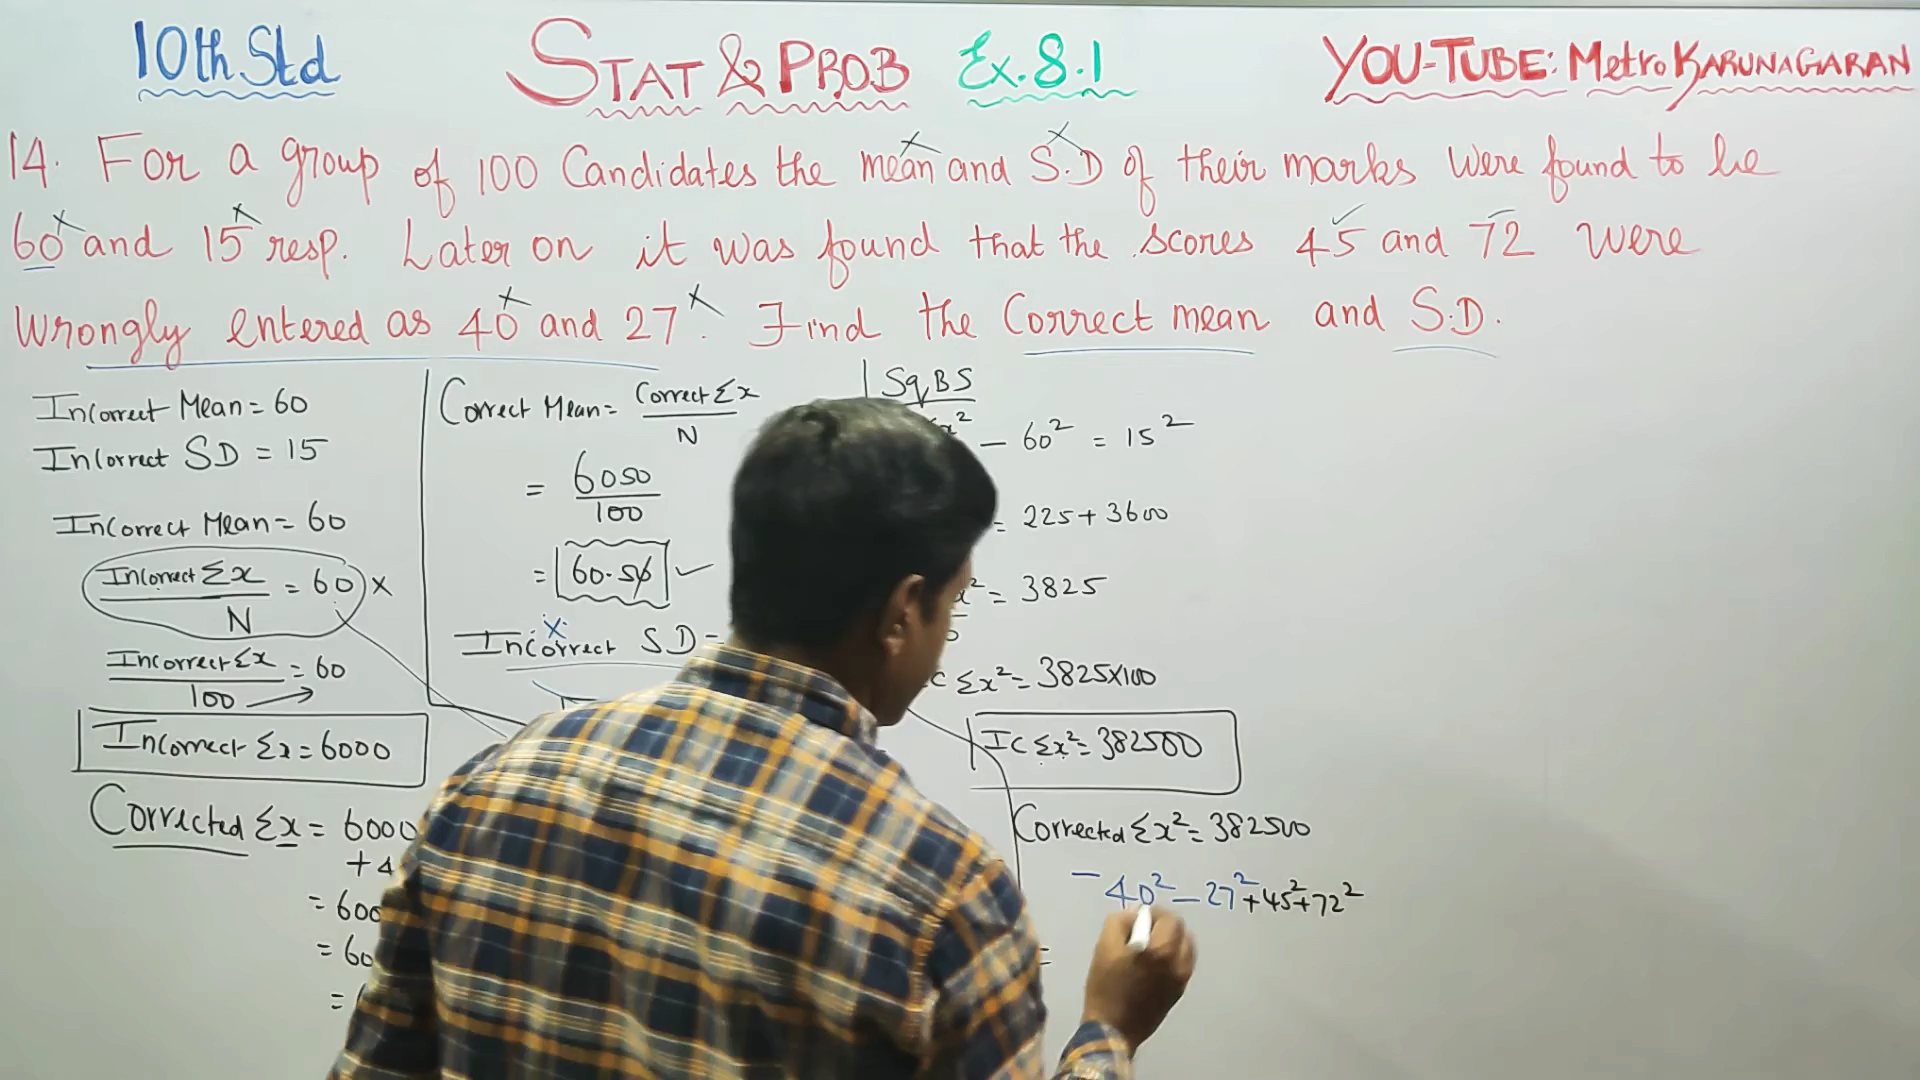 10th Std STAT & PROB Ex. 8.1 YOU-TUBE: Metro KARUNAGARAN
14. For a group of 100 Candidates the mean and S.D of their marks were found to be
60 and 15 resp. Later on it was found that the scores 45 and 72 were
wrongly entered as 40 and 27. Find the correct mean and S.D.
Incorrect Mean = 60
Incorrect SD = 15
Incorrect Mean = 60
Incorrect Σx / N = 60
Incorrect Σx / 100 = 60
Incorrect Σx = 6000
Corrected Σx = 6000
+
= 600
= 60
=
Correct Mean = Correct Σx / N
= 6050 / 100
=
Incorrect SD =
Sq BS
x² − 60² = 15²
= 225 + 3600
x² = 3825
Σx² = 3825×100
IC Σx² = 382500
Corrected Σx² = 382500
− 40² − 27² + 45² + 72²
=